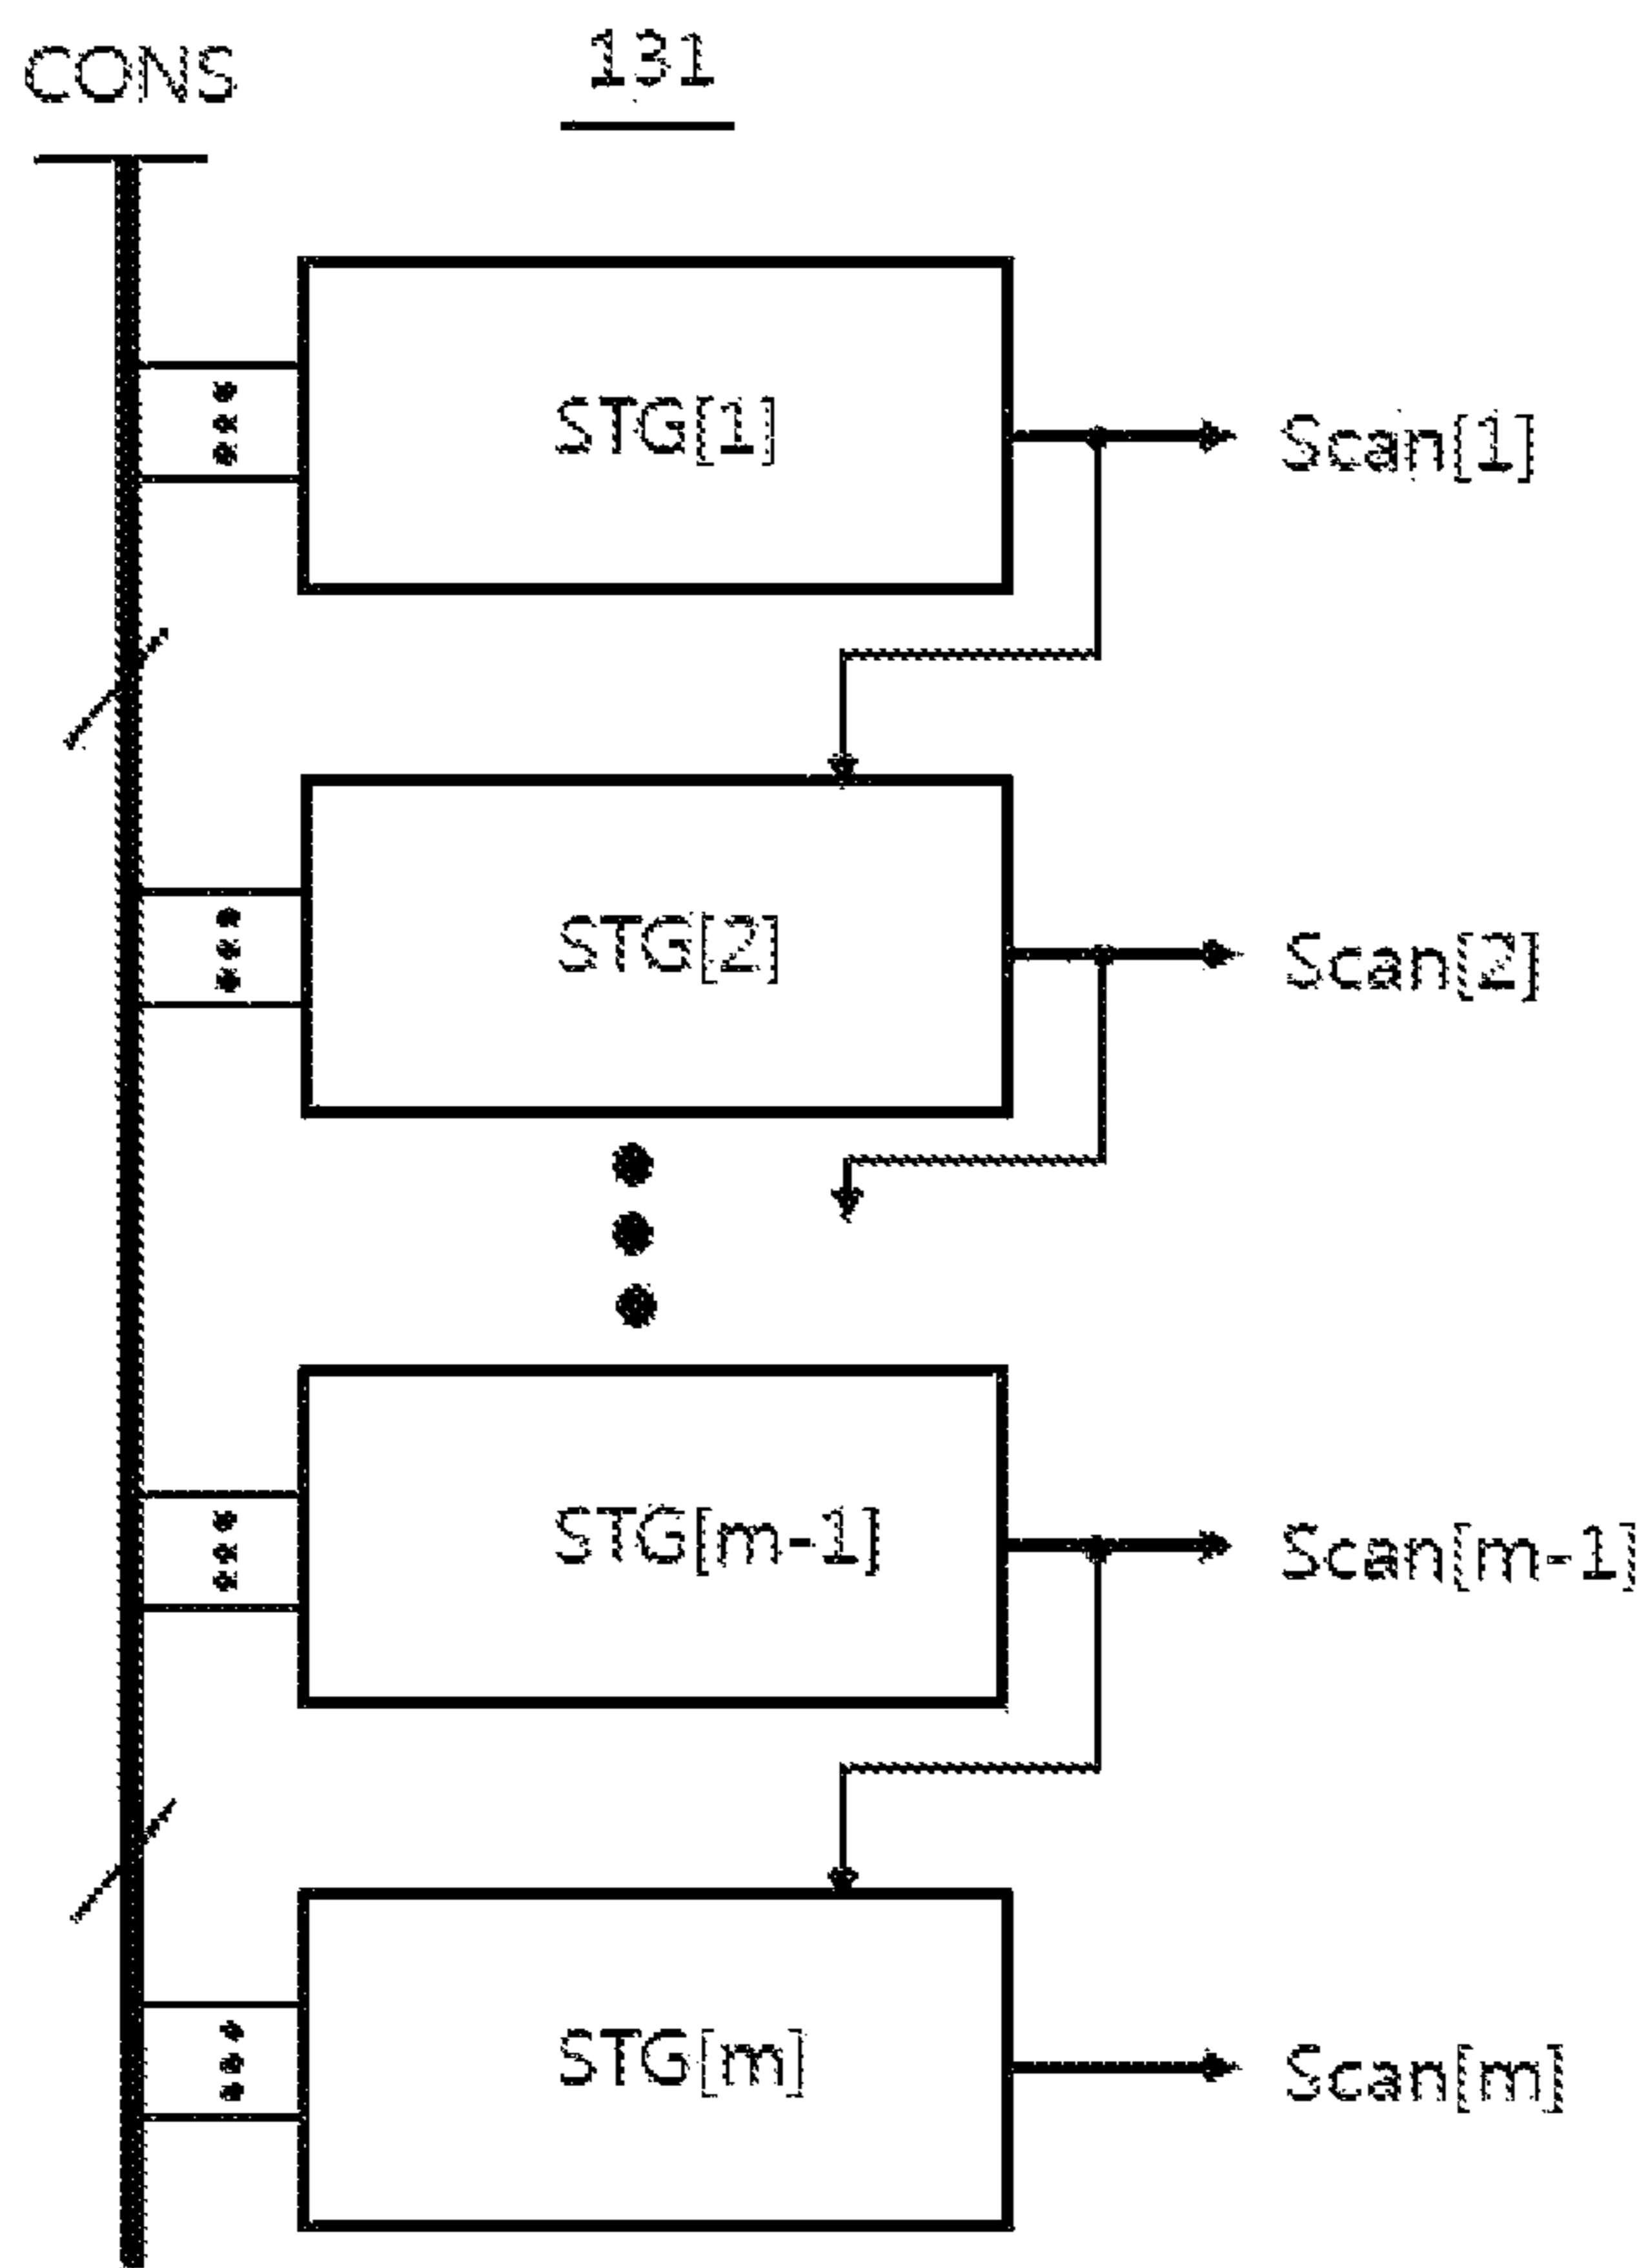 CONS
131
STG[1]
Scan[1]
STG[2]
Scan[2]
STG[m-1]
Scan[m-1]
STG[m]
Scan[m]